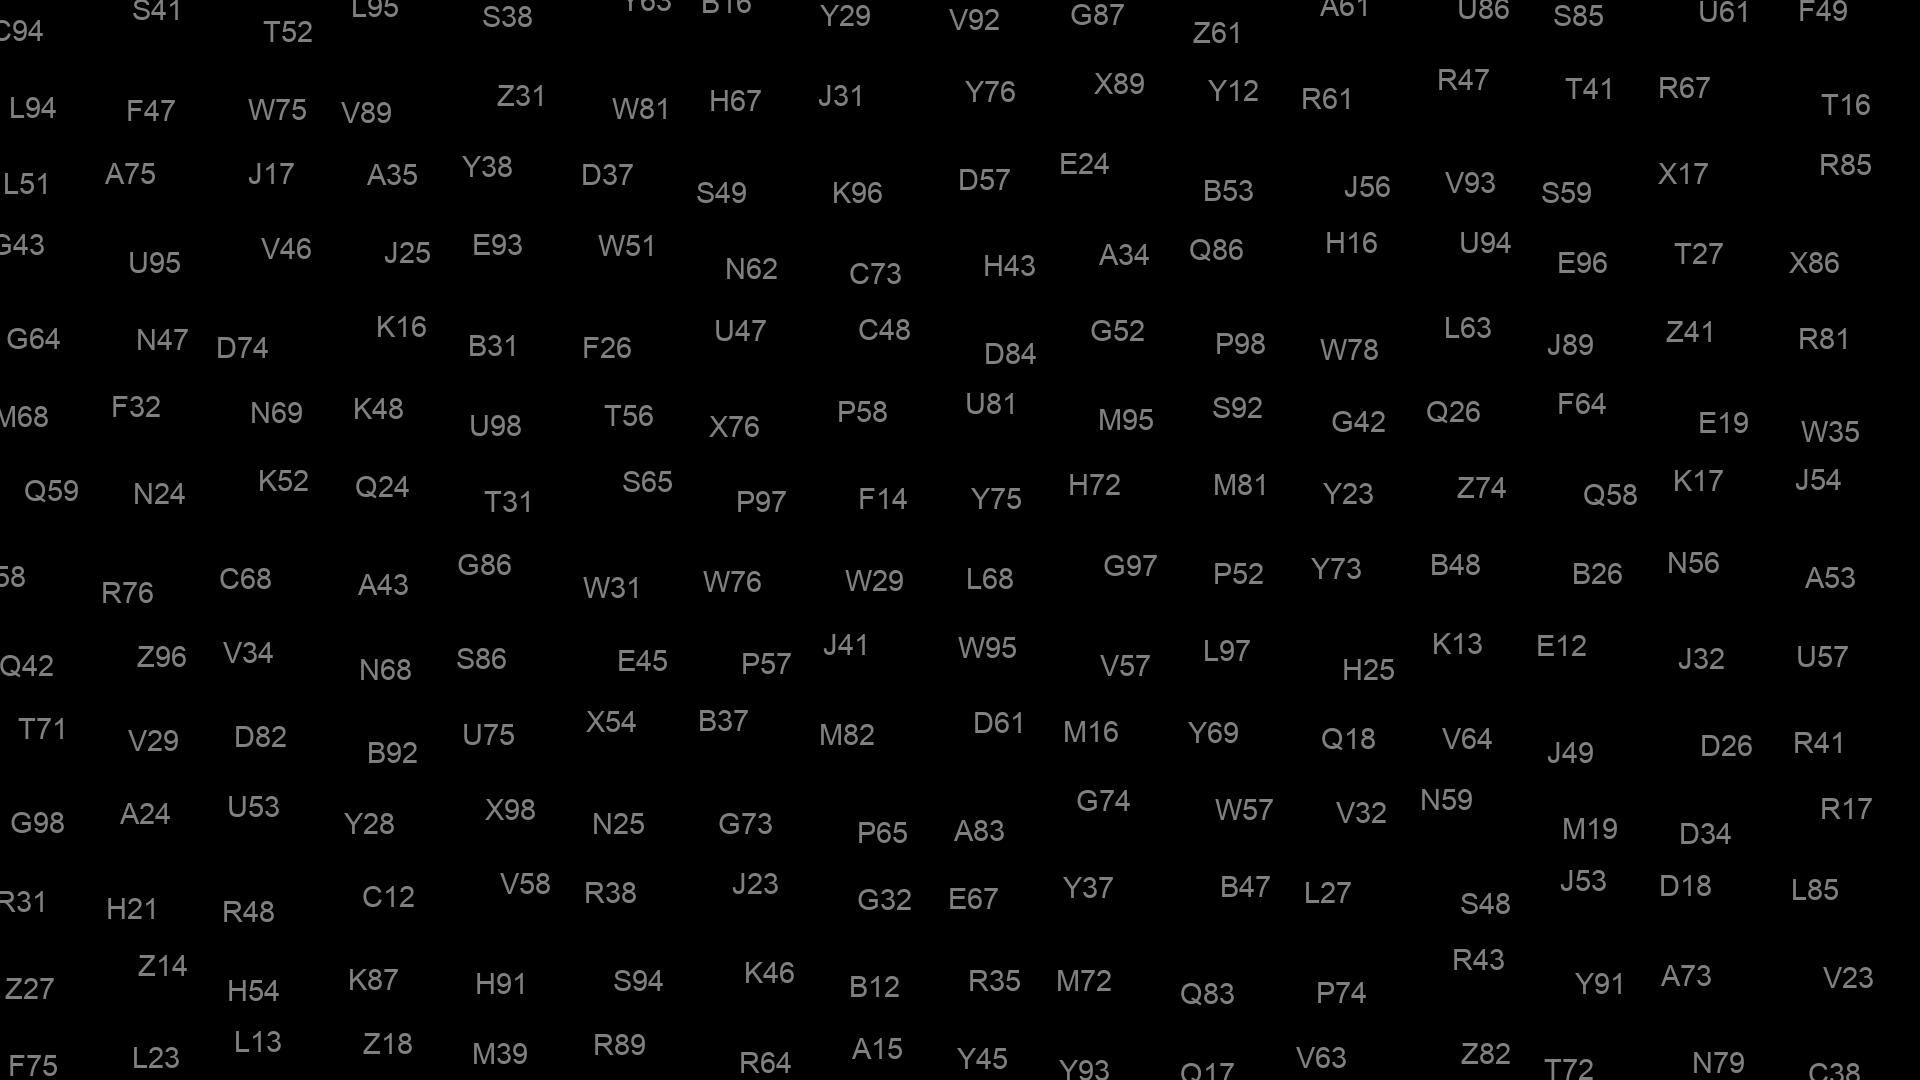 C94 S41 T52 L95 S38 Y63 B16 Y29 V92 G87 Z61 A61 U86 S85 U61 F49
L94 F47 W75 V89 Z31 W81 H67 J31 Y76 X89 Y12 R61 R47 T41 R67 T16
L51 A75 J17 A35 Y38 D37 S49 K96 D57 E24 B53 J56 V93 S59 X17 R85
G43 U95 V46 J25 E93 W51 N62 C73 H43 A34 Q86 H16 U94 E96 T27 X86
G64 N47 D74 K16 B31 F26 U47 C48 D84 G52 P98 W78 L63 J89 Z41 R81
M68 F32 N69 K48 U98 T56 X76 P58 U81 M95 S92 G42 Q26 F64 E19 W35
Q59 N24 K52 Q24 T31 S65 P97 F14 Y75 H72 M81 Y23 Z74 Q58 K17 J54
58 R76 C68 A43 G86 W31 W76 W29 L68 G97 P52 Y73 B48 B26 N56 A53
Q42 Z96 V34 N68 S86 E45 P57 J41 W95 V57 L97 H25 K13 E12 J32 U57
T71 V29 D82 B92 U75 X54 B37 M82 D61 M16 Y69 Q18 V64 J49 D26 R41
G98 A24 U53 Y28 X98 N25 G73 P65 A83 G74 W57 V32 N59 M19 D34 R17
R31 H21 R48 C12 V58 R38 J23 G32 E67 Y37 B47 L27 S48 J53 D18 L85
Z27 Z14 H54 K87 H91 S94 K46 B12 R35 M72 Q83 P74 R43 Y91 A73 V23
F75 L23 L13 Z18 M39 R89 R64 A15 Y45 Y93 Q17 V63 Z82 T72 N79 C38